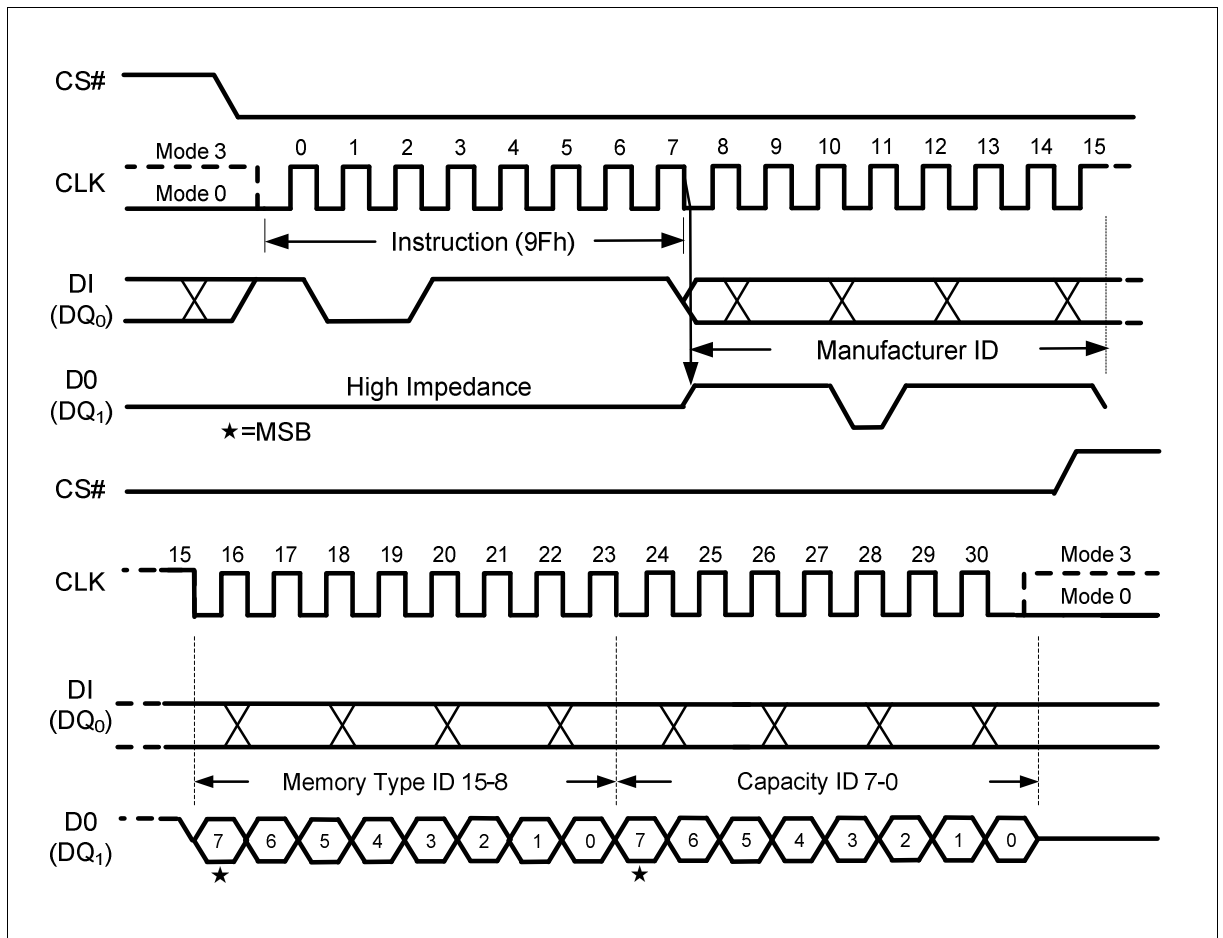 CS#
Mode 3
0 1 2 3 4 5 6 7 8 9 10 11 12 13 14 15
CLK
Mode 0
Instruction (9Fh)
DI
(DQ0)
Manufacturer ID
D0
(DQ1)
High Impedance
★=MSB
CS#
15 16 17 18 19 20 21 22 23 24 25 26 27 28 29 30
Mode 3
CLK
Mode 0
DI
(DQ0)
Memory Type ID 15-8
Capacity ID 7-0
D0
(DQ1)
7 6 5 4 3 2 1 0 7 6 5 4 3 2 1 0
★ ★